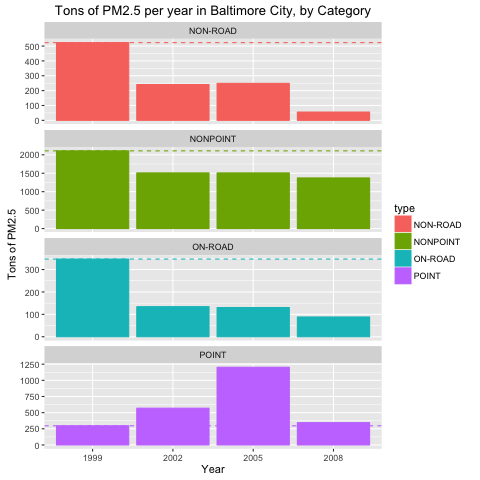 Tons of PM2.5 per year in Baltimore City, by Category
NON-ROAD
500
400
300
200
100
0
NONPOINT
2000
1500
1000
500
0
ON-ROAD
300
200
100
0
POINT
1250
1000
750
500
250
0
1999 2002 2005 2008
Year
Tons of PM2.5
type
NON-ROAD
NONPOINT
ON-ROAD
POINT